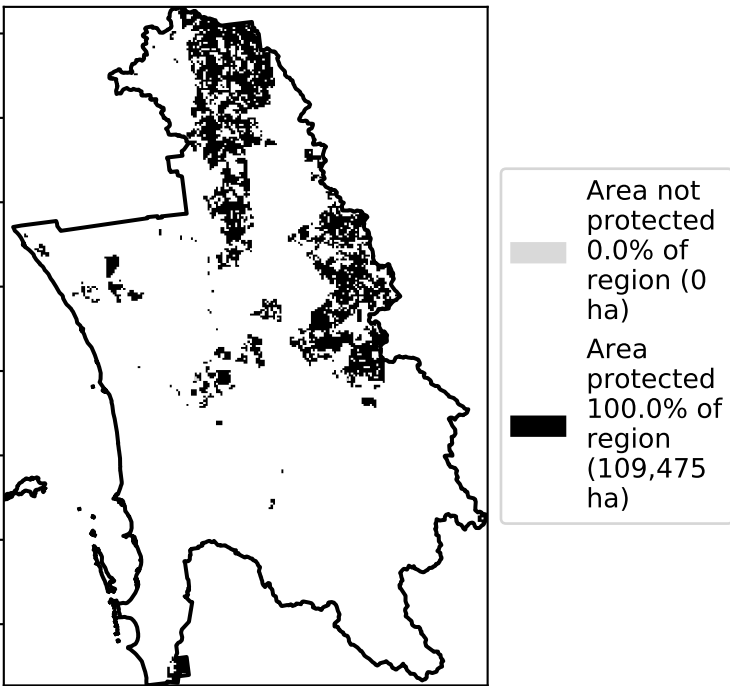 Area not
protected
0.0% of
region (0
ha)
Area
protected
100.0% of
region
(109,475
ha)